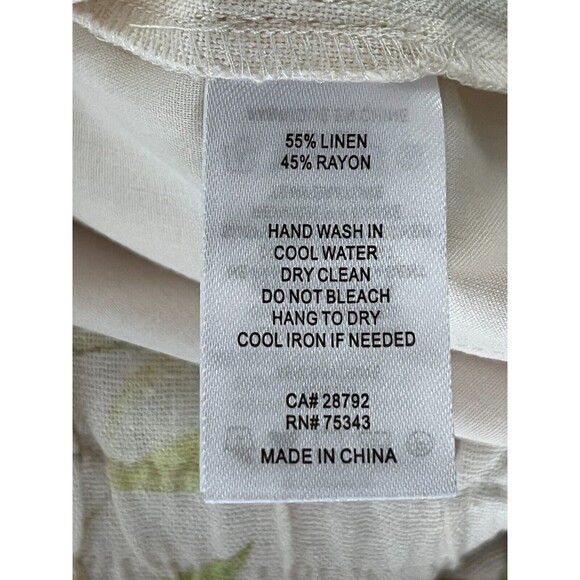 55% LINEN
45% RAYON
HAND WASH IN
COOL WATER
DRY CLEAN
DO NOT BLEACH
HANG TO DRY
COOL IRON IF NEEDED
CA# 28792
RN# 75343
MADE IN CHINA